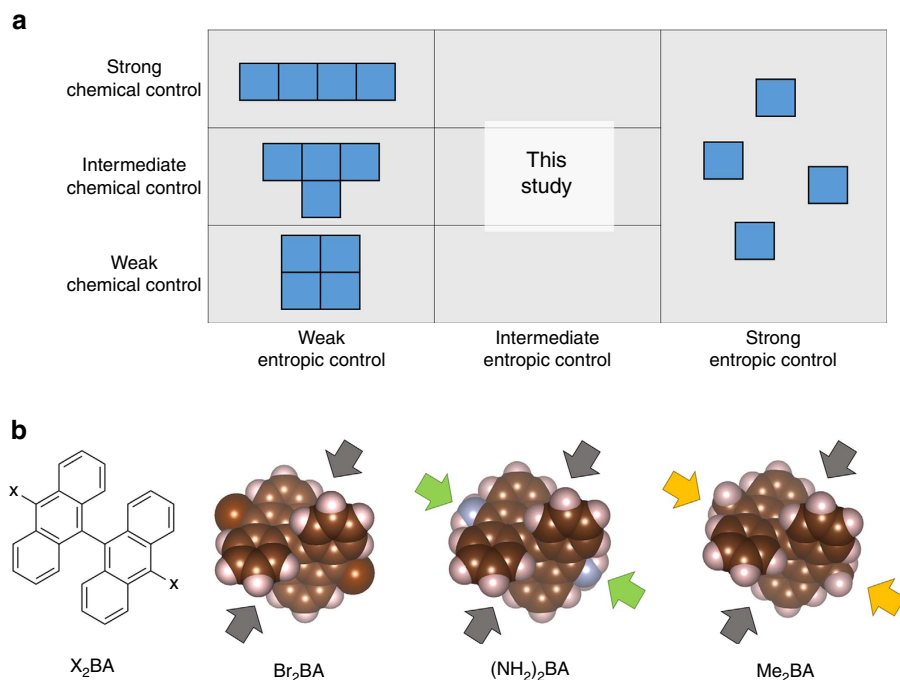 a
Strong
chemical control
Intermediate
chemical control
Weak
chemical control
This
study
Weak
entropic control
Intermediate
entropic control
Strong
entropic control
b
X
X
X₂BA
Br₂BA
(NH₂)₂BA
Me₂BA